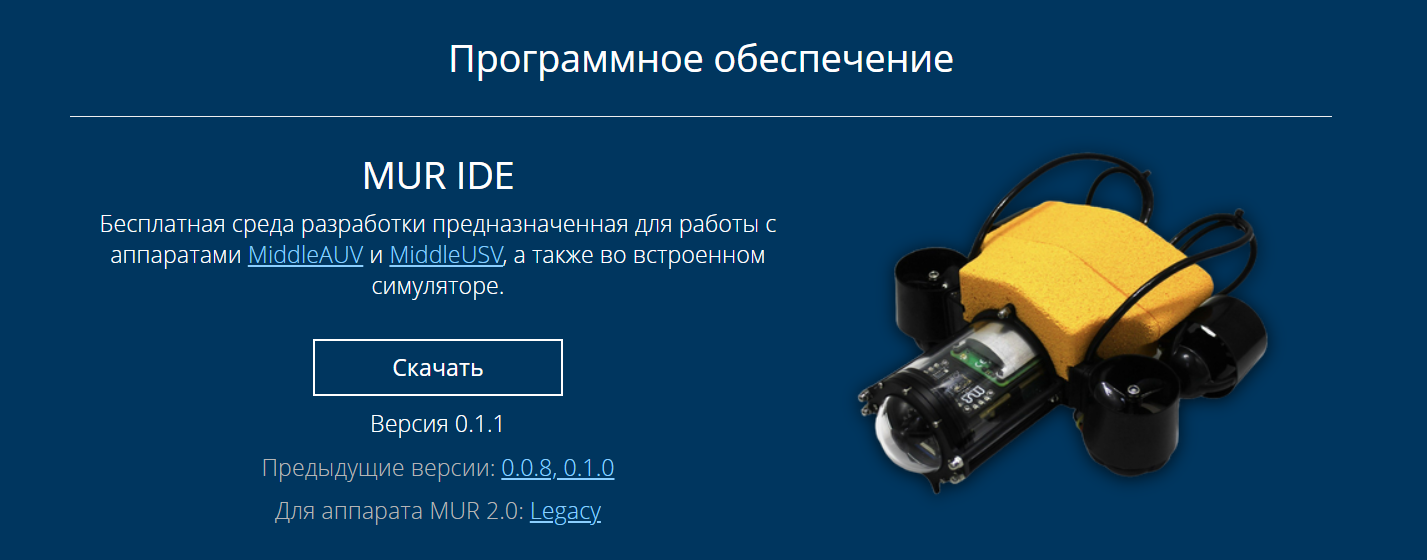 Программное обеспечение
MUR IDE
Бесплатная среда разработки предназначенная для работы с
аппаратами MiddleAUV и MiddleUSV, а также во встроенном
симуляторе.
Скачать
Версия 0.1.1
Предыдущие версии: 0.0.8, 0.1.0
Для аппарата MUR 2.0: Legacy